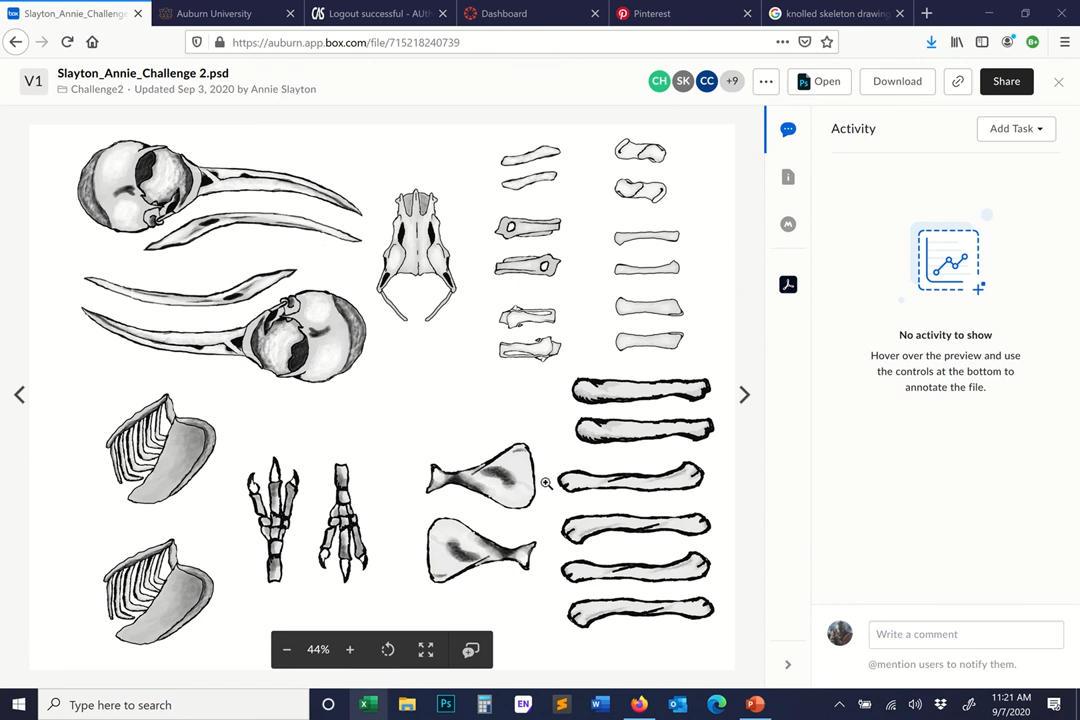 Slayton_Annie_Challenge
Auburn University
Logout successful - AUth
Dashboard
Pinterest
knolled skeleton drawing
https://auburn.app.box.com/file/715218240739
V1
Slayton_Annie_Challenge 2.psd
Challenge2 • Updated Sep 3, 2020 by Annie Slayton
CH
SK
CC
+9
Open
Download
Share
Activity
Add Task
No activity to show
Hover over the preview and use
the controls at the bottom to
annotate the file.
44%
Write a comment
@mention users to notify them.
Type here to search
11:21 AM
9/7/2020